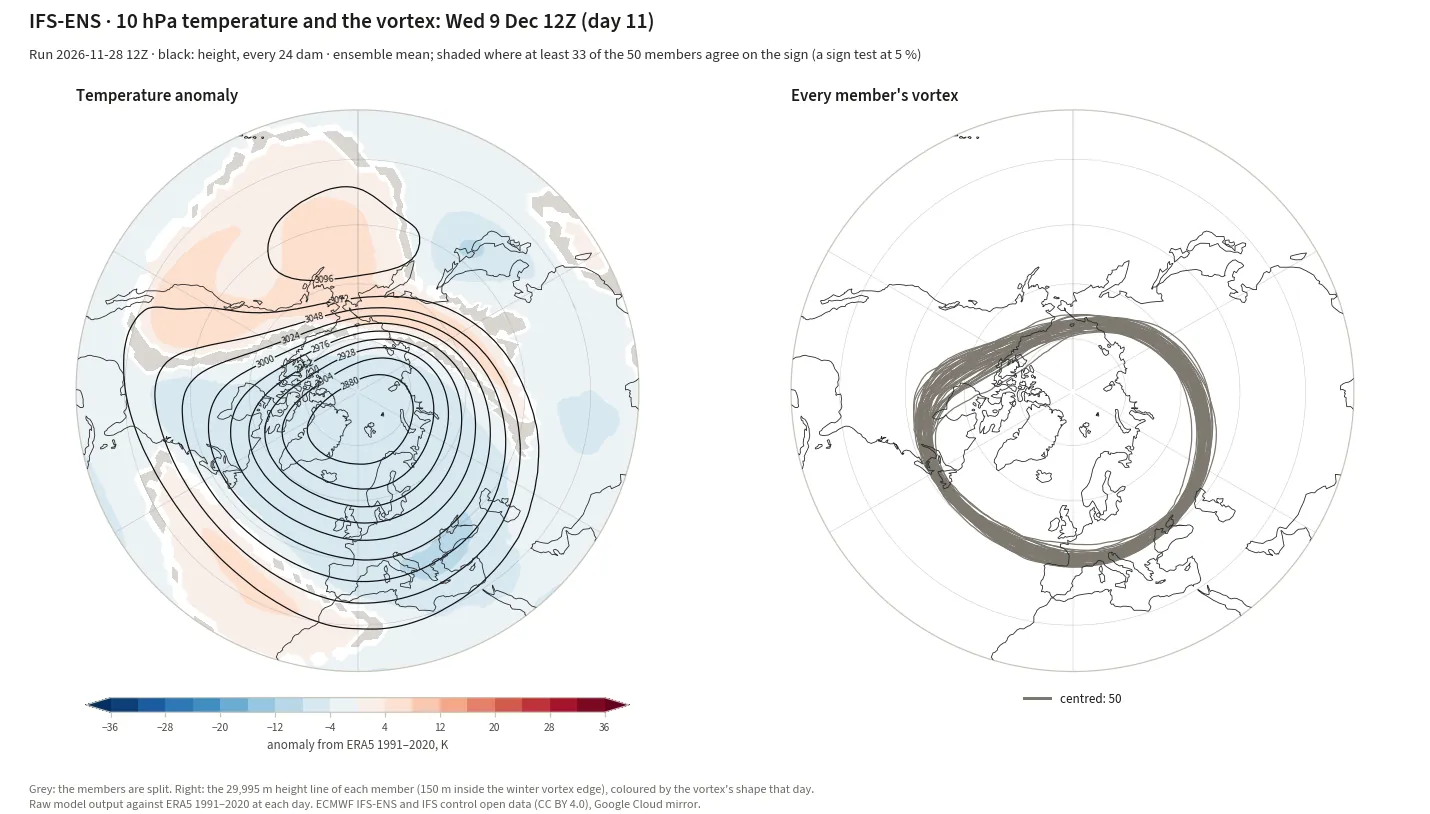 IFS-ENS · 10 hPa temperature and the vortex: Wed 9 Dec 12Z (day 11)
Run 2026-11-28 12Z · black: height, every 24 dam · ensemble mean; shaded where at least 33 of the 50 members agree on the sign (a sign test at 5 %)
Temperature anomaly
Every member's vortex
3096
3072
3048
3024
3000
2976
2928
2880
−36 −28 −20 −12 −4 4 12 20 28 36
anomaly from ERA5 1991–2020, K
centred: 50
Grey: the members are split. Right: the 29,995 m height line of each member (150 m inside the winter vortex edge), coloured by the vortex's shape that day.
Raw model output against ERA5 1991–2020 at each day. ECMWF IFS-ENS and IFS control open data (CC BY 4.0), Google Cloud mirror.